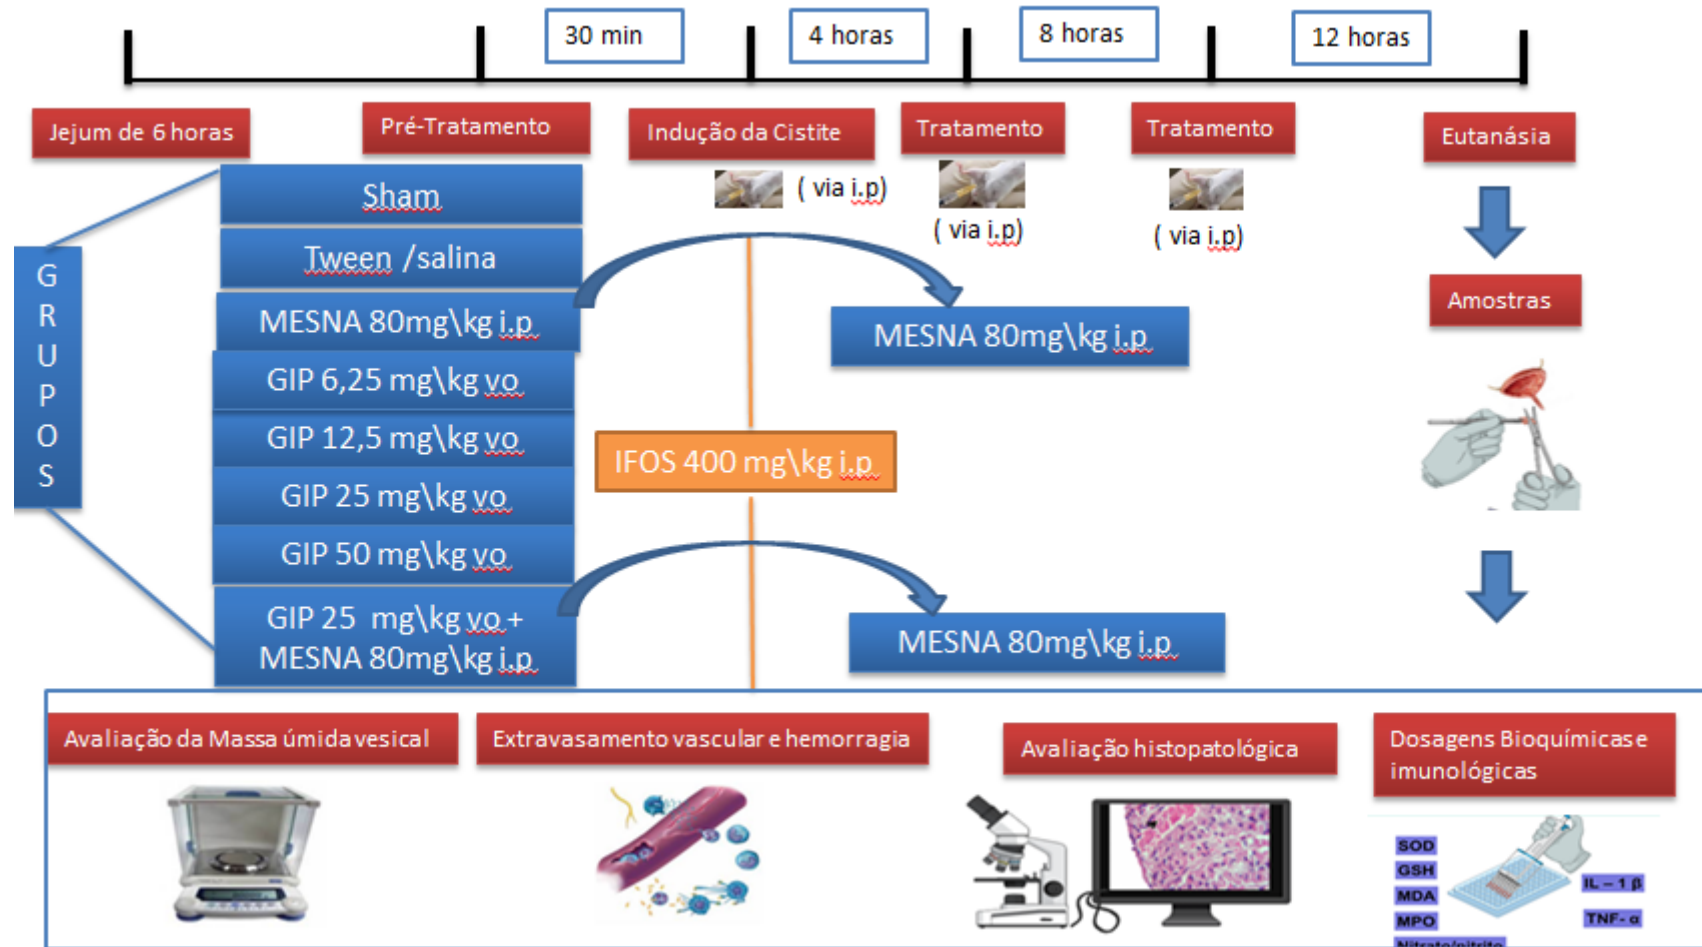 30 min
4 horas
8 horas
12 horas
Jejum de 6 horas
Pré-Tratamento
Indução da Cistite
Tratamento
Tratamento
Eutanásia
( via i.p)
( via i.p)
( via i.p)
GRUPOS
Sham
Tween /salina
MESNA 80mg\kg i.p
GIP 6,25 mg\kg vo
GIP 12,5 mg\kg vo
GIP 25 mg\kg vo
GIP 50 mg\kg vo
GIP 25 mg\kg vo +
MESNA 80mg\kg i.p
MESNA 80mg\kg i.p
IFOS 400 mg\kg i.p
MESNA 80mg\kg i.p
Amostras
Avaliação da Massa úmida vesical
Extravasamento vascular e hemorragia
Avaliação histopatológica
Dosagens Bioquímicas e
imunológicas
SOD
GSH
MDA
MPO
Nitrato/nitrito
IL – 1 β
TNF- α